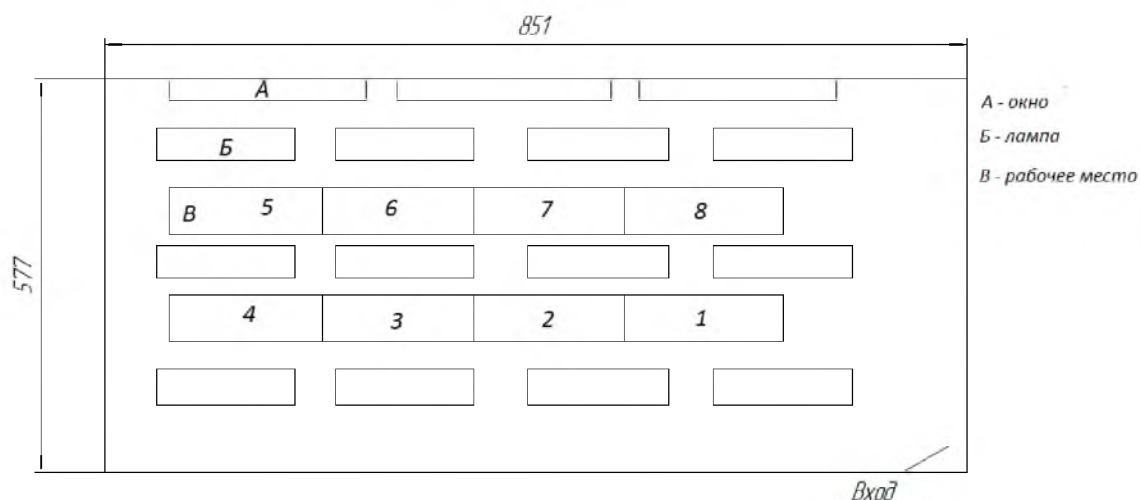 851
А
А - окно
Б
Б - лампа
В - рабочее место
В 5 6 7 8
577
4 3 2 1
Вход